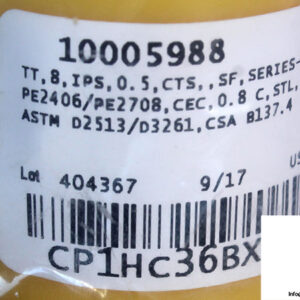 10005988
TT,8,IPS,0.5,CTS,,SF,SERIES-
PE2406/PE2708,CEC,0.8 C,STL,
ASTM D2513/D3261,CSA B137.4
Lot 404367 9/17
CP1HC36BX